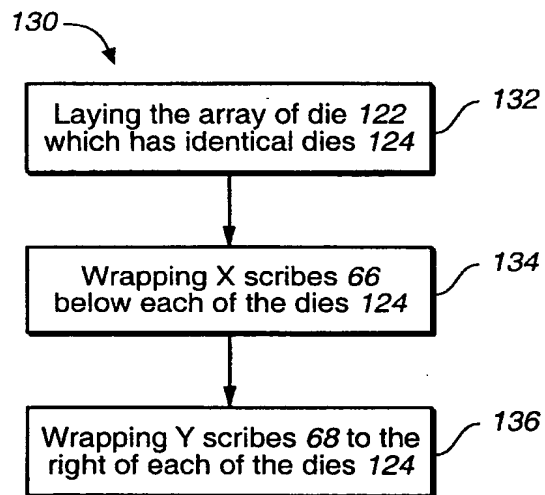 130
Laying the array of die 122
which has identical dies 124
132
Wrapping X scribes 66
below each of the dies 124
134
Wrapping Y scribes 68 to the
right of each of the dies 124
136